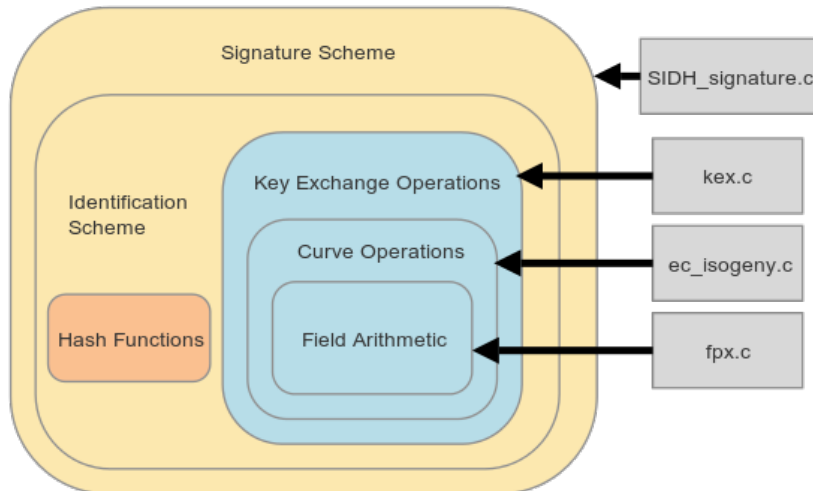 Signature Scheme
SIDH_signature.c
Key Exchange Operations
kex.c
Identification
Scheme
Curve Operations
ec_isogeny.c
Hash Functions
Field Arithmetic
fpx.c